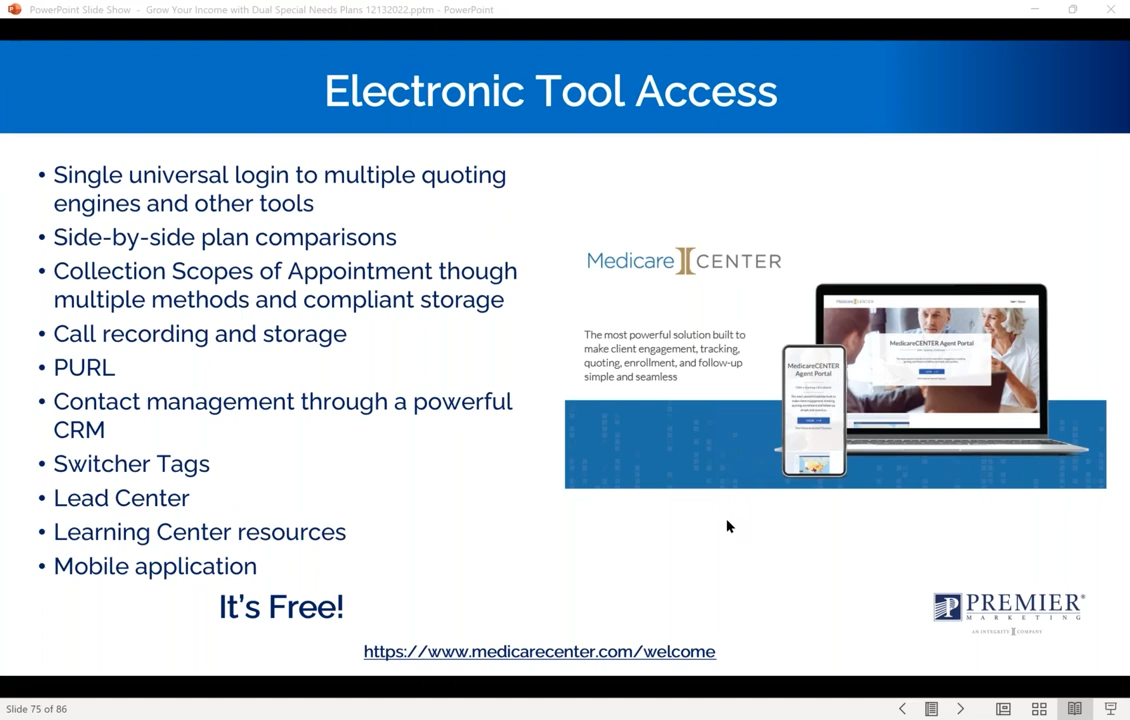 PowerPoint Slide Show - Grow Your Income with Dual Special Needs Plans 12132022.pptm - PowerPoint
Electronic Tool Access
• Single universal login to multiple quoting
engines and other tools
• Side-by-side plan comparisons
• Collection Scopes of Appointment though
multiple methods and compliant storage
• Call recording and storage
• PURL
• Contact management through a powerful
CRM
• Switcher Tags
• Lead Center
• Learning Center resources
• Mobile application
It's Free!
https://www.medicarecenter.com/welcome
Medicare CENTER
The most powerful solution built to
make client engagement, tracking,
quoting, enrollment, and follow-up
simple and seamless
MedicareCENTER Agent Portal
MedicareCENTER
Agent Portal
PREMIER®
MARKETING
AN INTEGRITY COMPANY
Slide 75 of 86